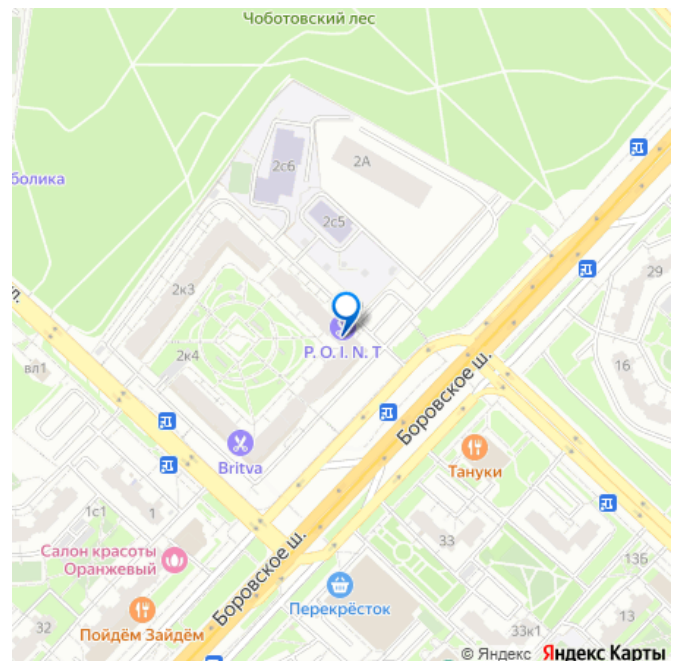 Чоботовский лес
2с6
2А
болика
2с5
29
2к3
ул.
P. O. I. N. T
16
2к4
вл1
Боровское ш.
Britva
Тануки
1с1
1
33
Салон красоты
Оранжевый
Боровское ш.
13Б
Перекрёсток
32
Пойдём Зайдём
13
33к1
© Яндекс Яндекс Карты